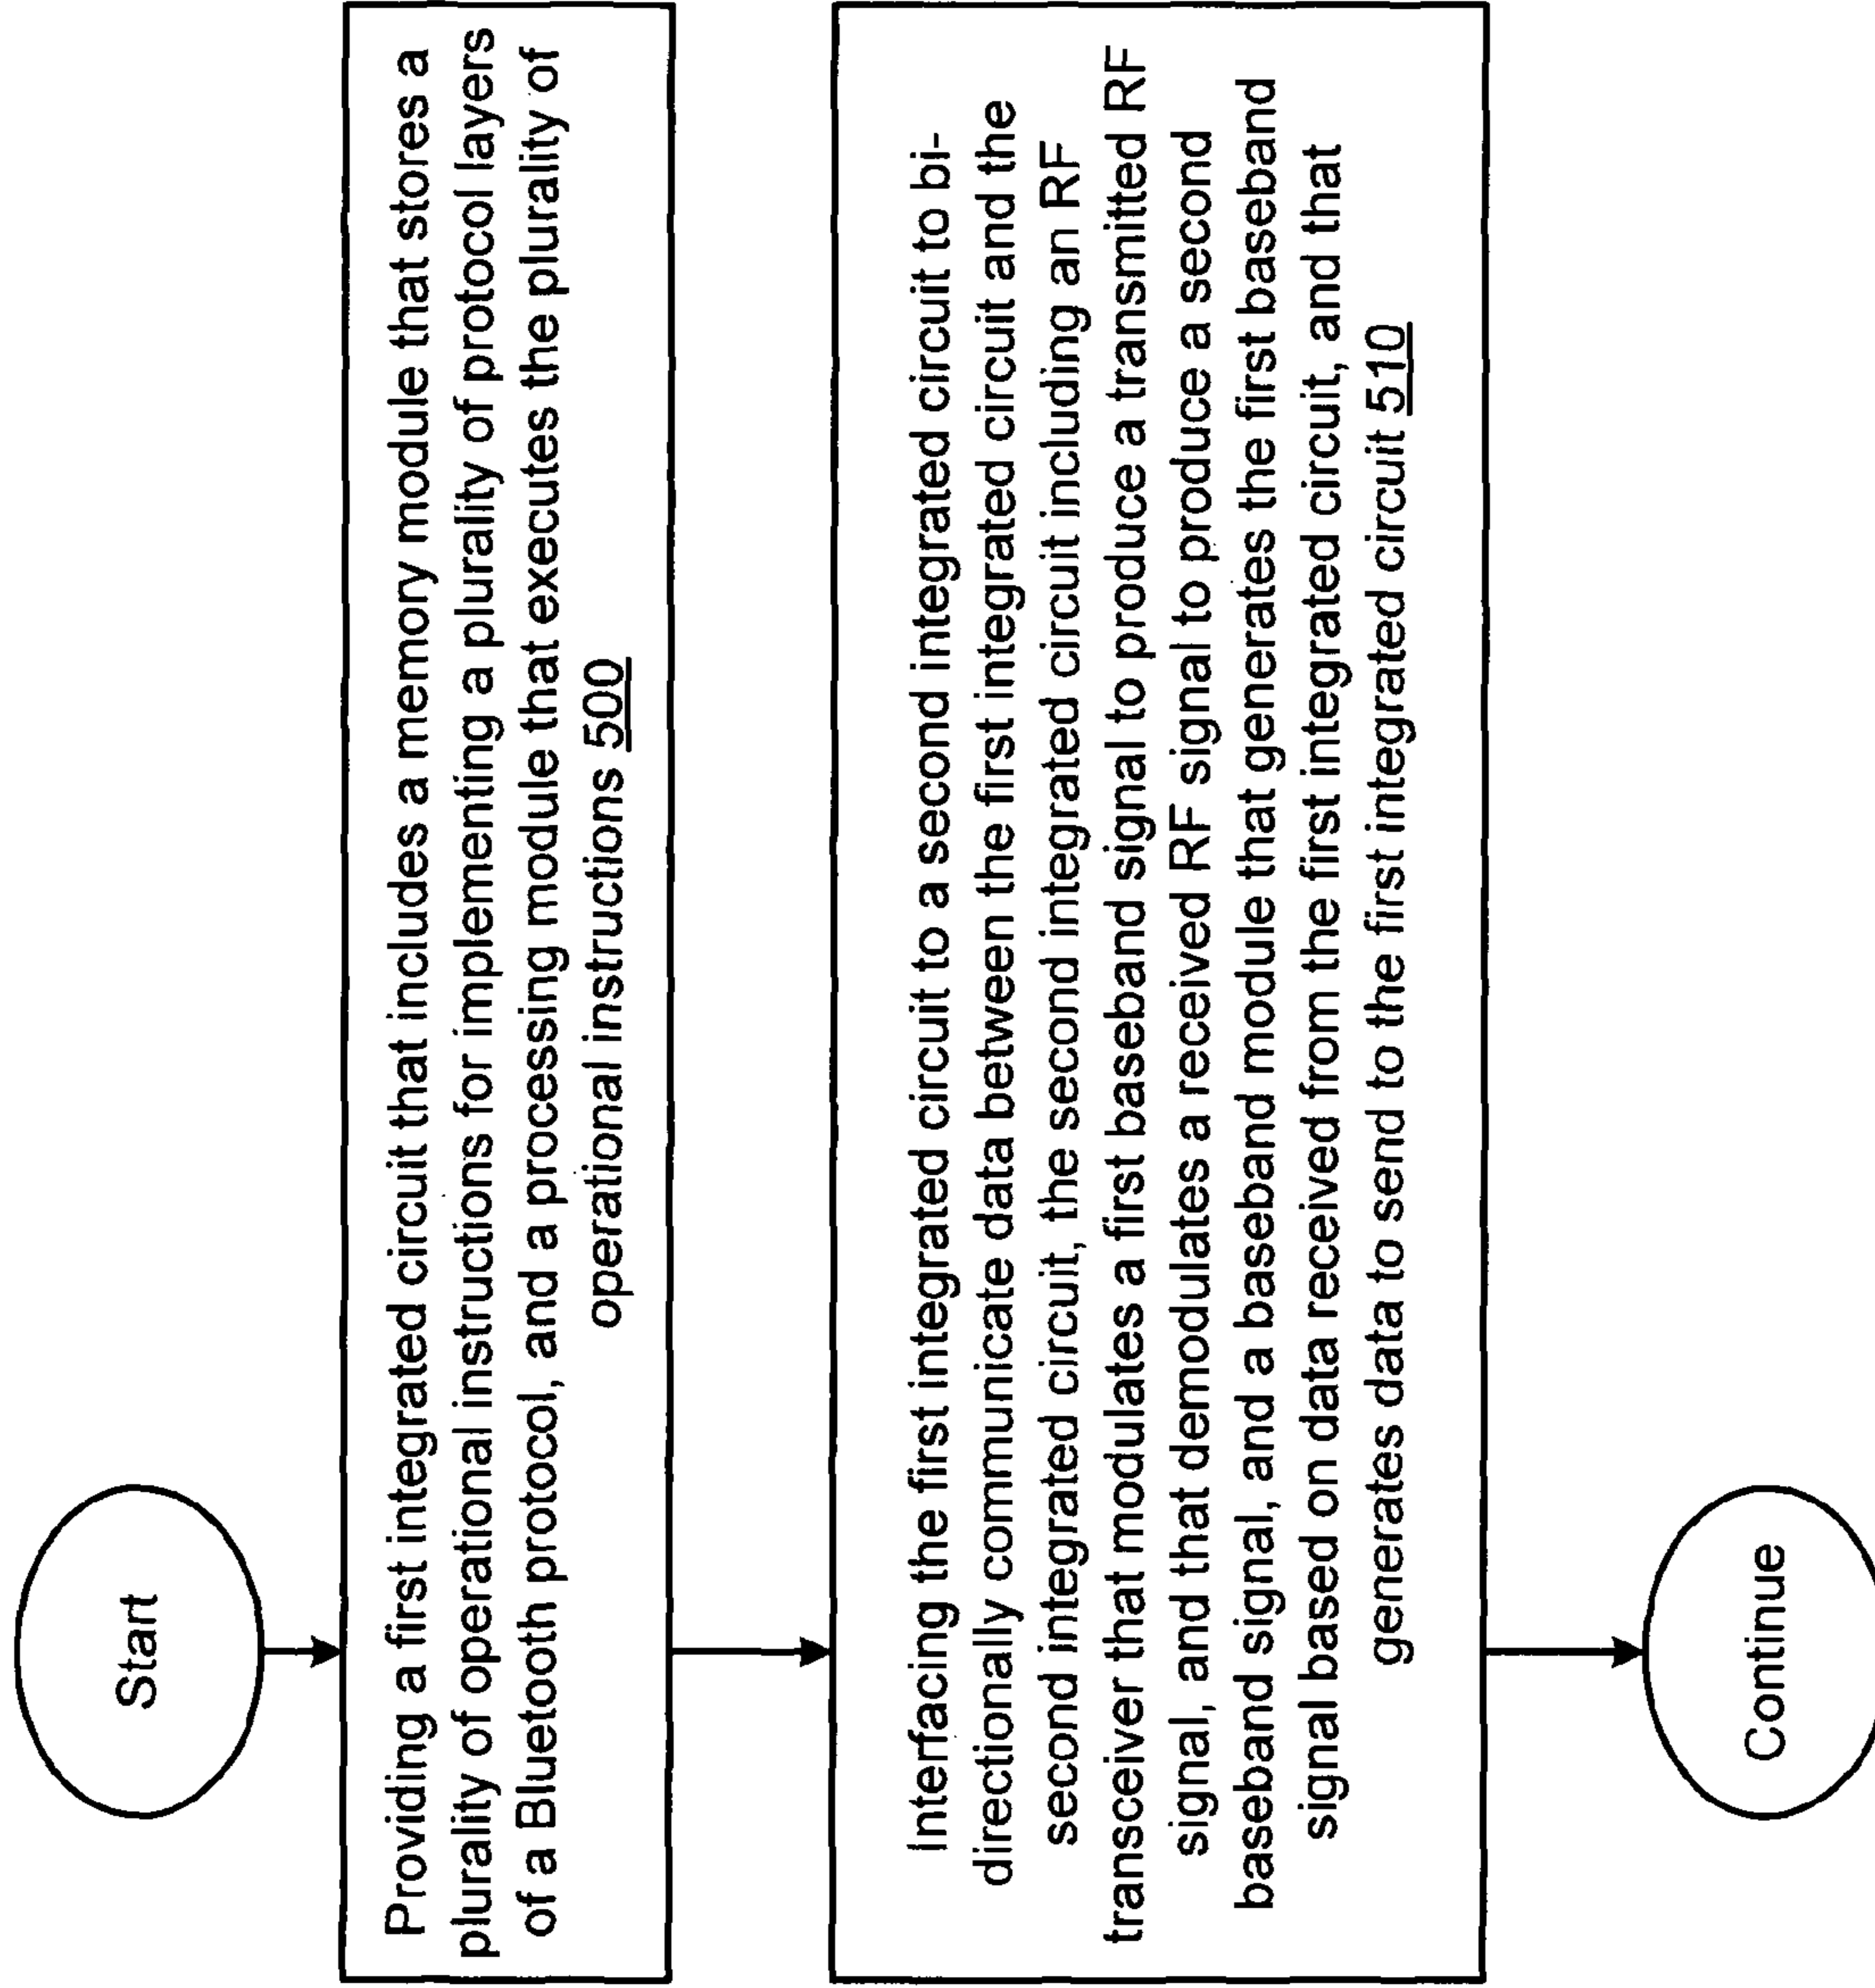 Start
Providing a first integrated circuit that includes a memory module that stores a
plurality of operational instructions for implementing a plurality of protocol layers
of a Bluetooth protocol, and a processing module that executes the plurality of
operational instructions 500
Interfacing the first integrated circuit to a second integrated circuit to bi-
directionally communicate data between the first integrated circuit and the
second integrated circuit, the second integrated circuit including an RF
transceiver that modulates a first baseband signal to produce a transmitted RF
signal, and that demodulates a received RF signal to produce a second
baseband signal, and a baseband module that generates the first baseband
signal based on data received from the first integrated circuit, and that
generates data to send to the first integrated circuit 510
Continue